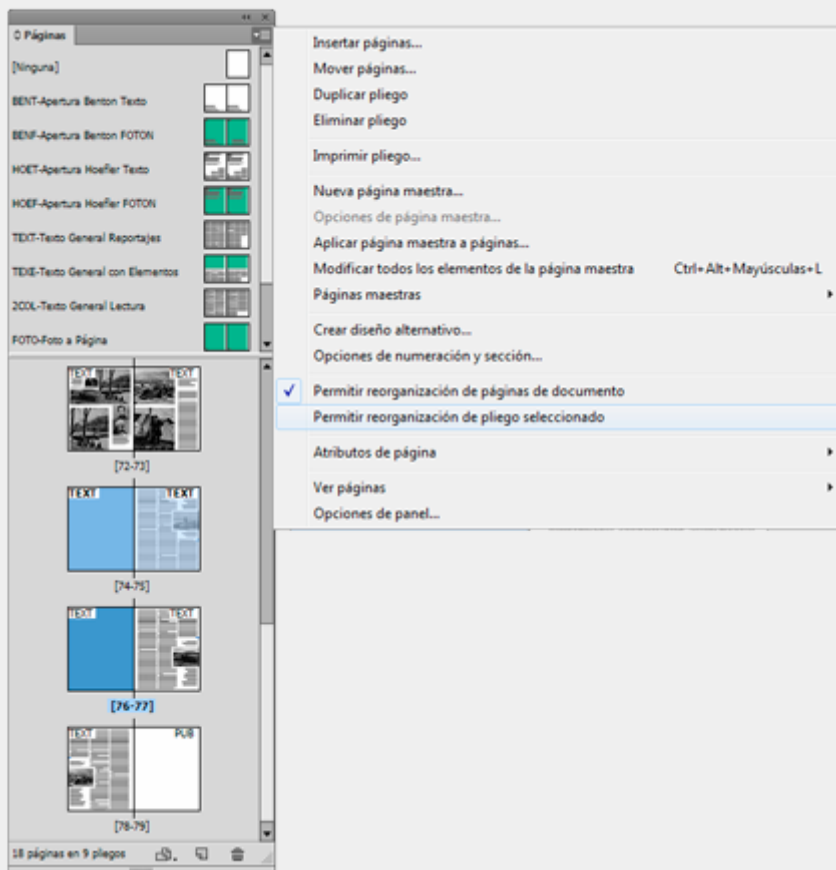 Páginas
[Ninguna]
BENT-Apertura Benton Texto
BENF-Apertura Benton FOTON
HOET-Apertura Hoefler Texto
HOEF-Apertura Hoefler FOTON
TEXT-Texto General Reportajes
TEXE-Texto General con Elementos
2COL-Texto General Lectura
FOTO-Foto a Página
TEXT TEXT
[72-73]
TEXT TEXT
[74-75]
TEXT TEXT
[76-77]
TEXT PUB
[78-79]
18 páginas en 9 pliegos
Insertar páginas...
Mover páginas...
Duplicar pliego
Eliminar pliego
Imprimir pliego...
Nueva página maestra...
Opciones de página maestra...
Aplicar página maestra a páginas...
Modificar todos los elementos de la página maestra Ctrl+Alt+Mayúsculas+L
Páginas maestras
Crear diseño alternativo...
Opciones de numeración y sección...
Permitir reorganización de páginas de documento
Permitir reorganización de pliego seleccionado
Atributos de página
Ver páginas
Opciones de panel...